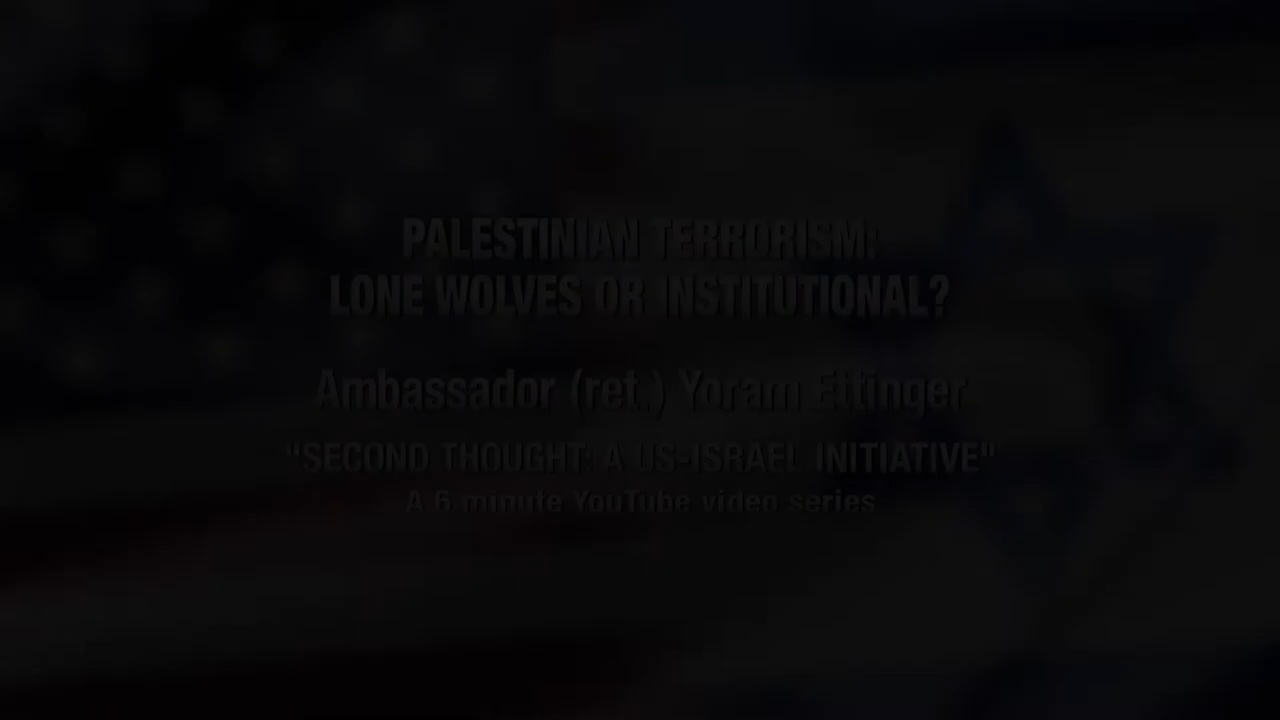 PALESTINIAN TERRORISM:
LONE WOLVES OR INSTITUTIONAL?
Ambassador (ret.) Yoram Ettinger
"SECOND THOUGHT: A US-ISRAEL INITIATIVE"
A 6 minute YouTube video series